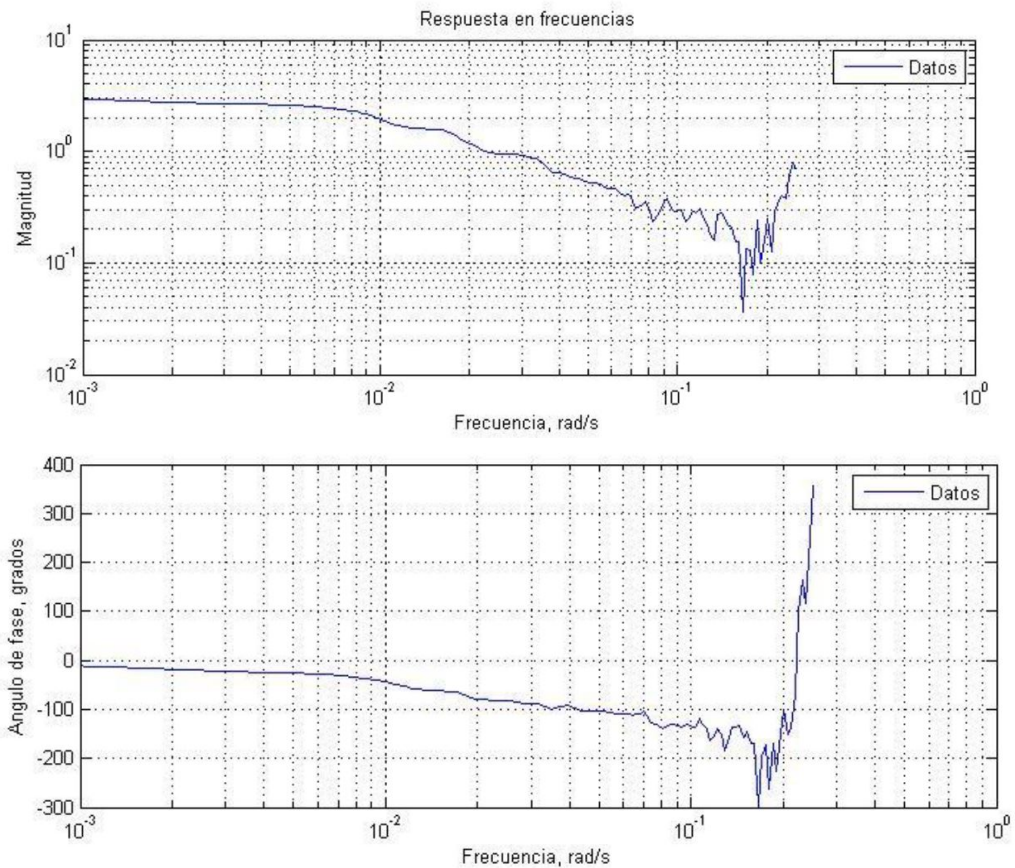 Respuesta en frecuencias
10^1
10^0
10^-1
10^-2
Magnitud
Datos
10^-3
10^-2
10^-1
10^0
Frecuencia, rad/s
400
300
200
100
0
-100
-200
-300
Angulo de fase, grados
Datos
10^-3
10^-2
10^-1
10^0
Frecuencia, rad/s